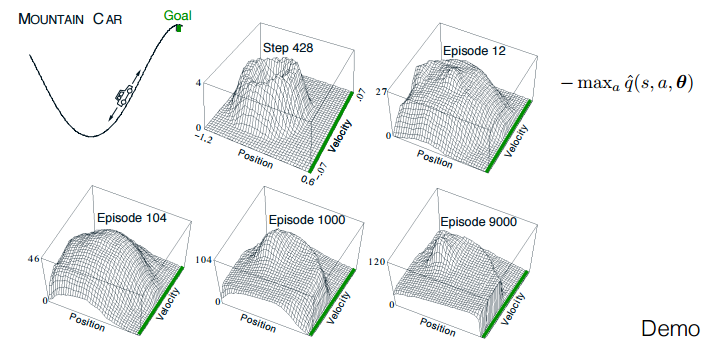 MOUNTAIN CAR
Goal
Step 428
4
0
-1.2
Position
0.6
-.07
Velocity
.07
Episode 12
27
0
Position
Velocity
− max_a q̂(s, a, θ)
Episode 104
46
0
Position
Velocity
Episode 1000
104
0
Position
Velocity
Episode 9000
120
0
Position
Velocity
Demo